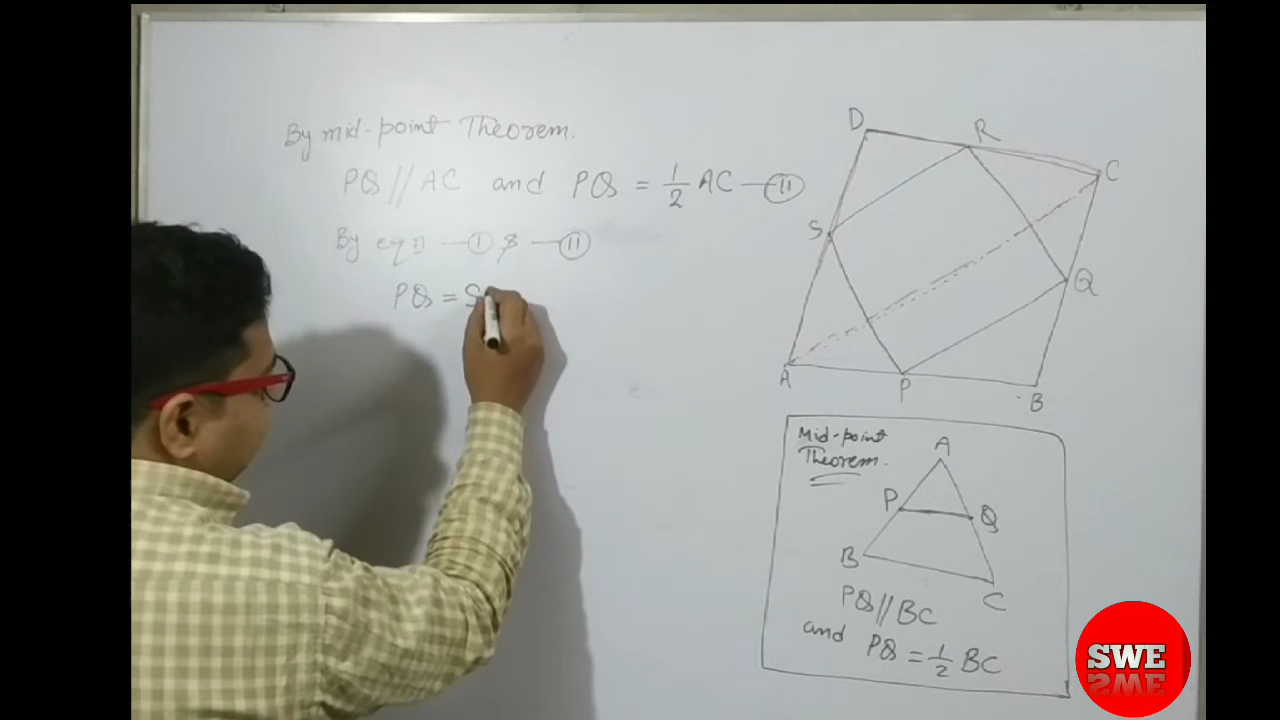 By mid-point Theorem.
PQ // AC and PQ = 1/2 AC — (II)
By eqn — (I) & — (II)
PQ = S
D
R
C
S
Q
A
P
B
Mid-point
Theorem.
A
P
Q
B
C
PQ // BC
and PQ = 1/2 BC
SWE